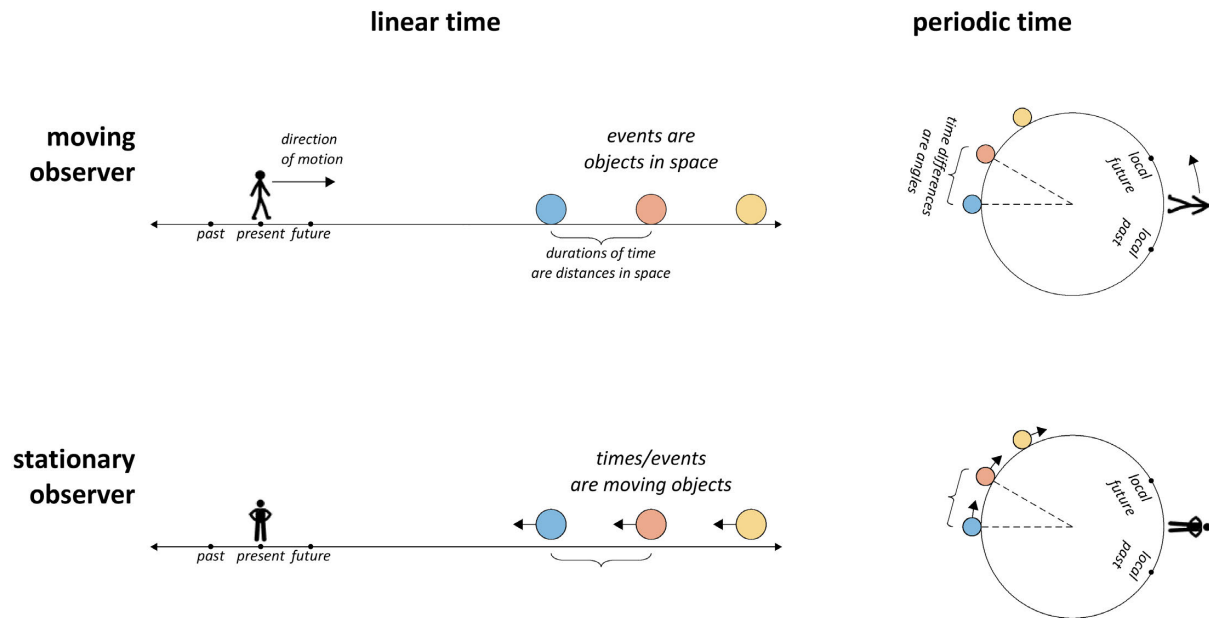 linear time
periodic time
moving
observer
direction
of motion
past
present
future
events are
objects in space
durations of time
are distances in space
time differences
are angles
local
future
local
past
stationary
observer
past
present
future
times/events
are moving objects
local
future
local
past